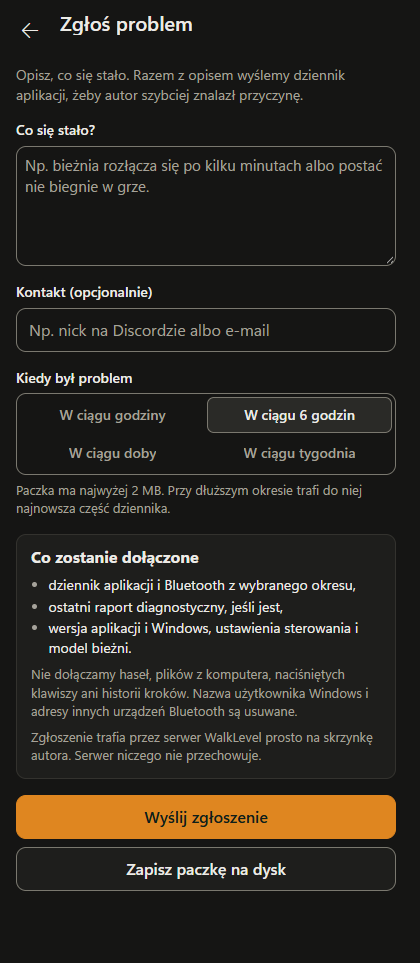 Zgłoś problem
Opisz, co się stało. Razem z opisem wyślemy dziennik
aplikacji, żeby autor szybciej znalazł przyczynę.
Co się stało?
Np. bieżnia rozłącza się po kilku minutach albo postać
nie biegnie w grze.
Kontakt (opcjonalnie)
Np. nick na Discordzie albo e-mail
Kiedy był problem
W ciągu godziny
W ciągu 6 godzin
W ciągu doby
W ciągu tygodnia
Paczka ma najwyżej 2 MB. Przy dłuższym okresie trafi do niej
najnowsza część dziennika.
Co zostanie dołączone
• dziennik aplikacji i Bluetooth z wybranego okresu,
• ostatni raport diagnostyczny, jeśli jest,
• wersja aplikacji i Windows, ustawienia sterowania i
model bieżni.
Nie dołączamy haseł, plików z komputera, naciśniętych
klawiszy ani historii kroków. Nazwa użytkownika Windows i
adresy innych urządzeń Bluetooth są usuwane.
Zgłoszenie trafia przez serwer WalkLevel prosto na skrzynkę
autora. Serwer niczego nie przechowuje.
Wyślij zgłoszenie
Zapisz paczkę na dysk